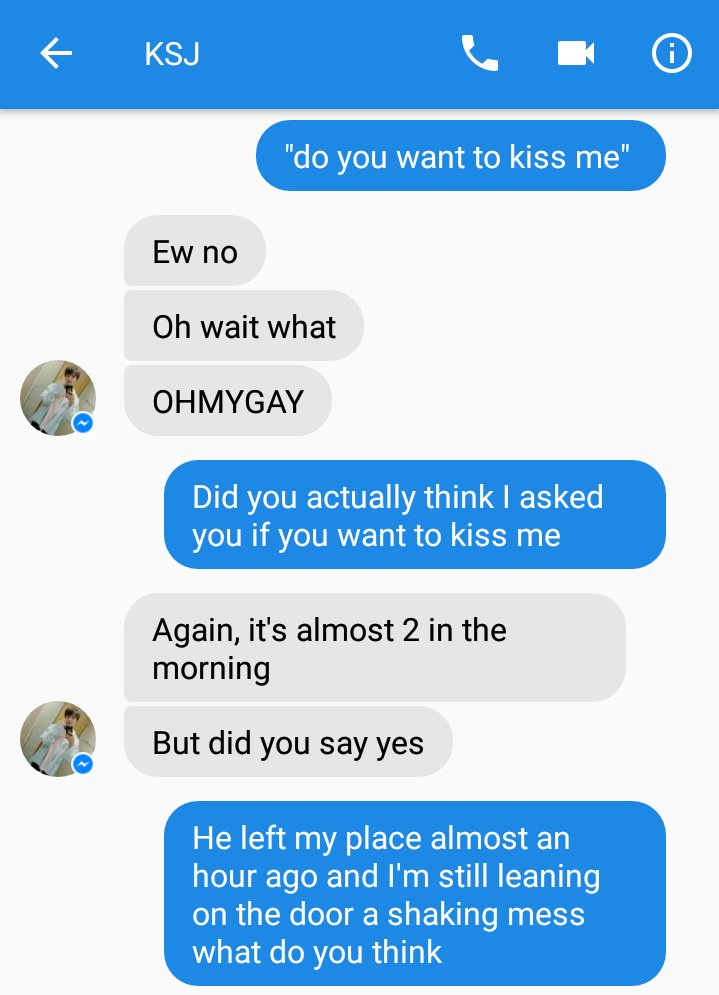 KSJ
"do you want to kiss me"
Ew no
Oh wait what
OHMYGAY
Did you actually think I asked
you if you want to kiss me
Again, it's almost 2 in the
morning
But did you say yes
He left my place almost an
hour ago and I'm still leaning
on the door a shaking mess
what do you think